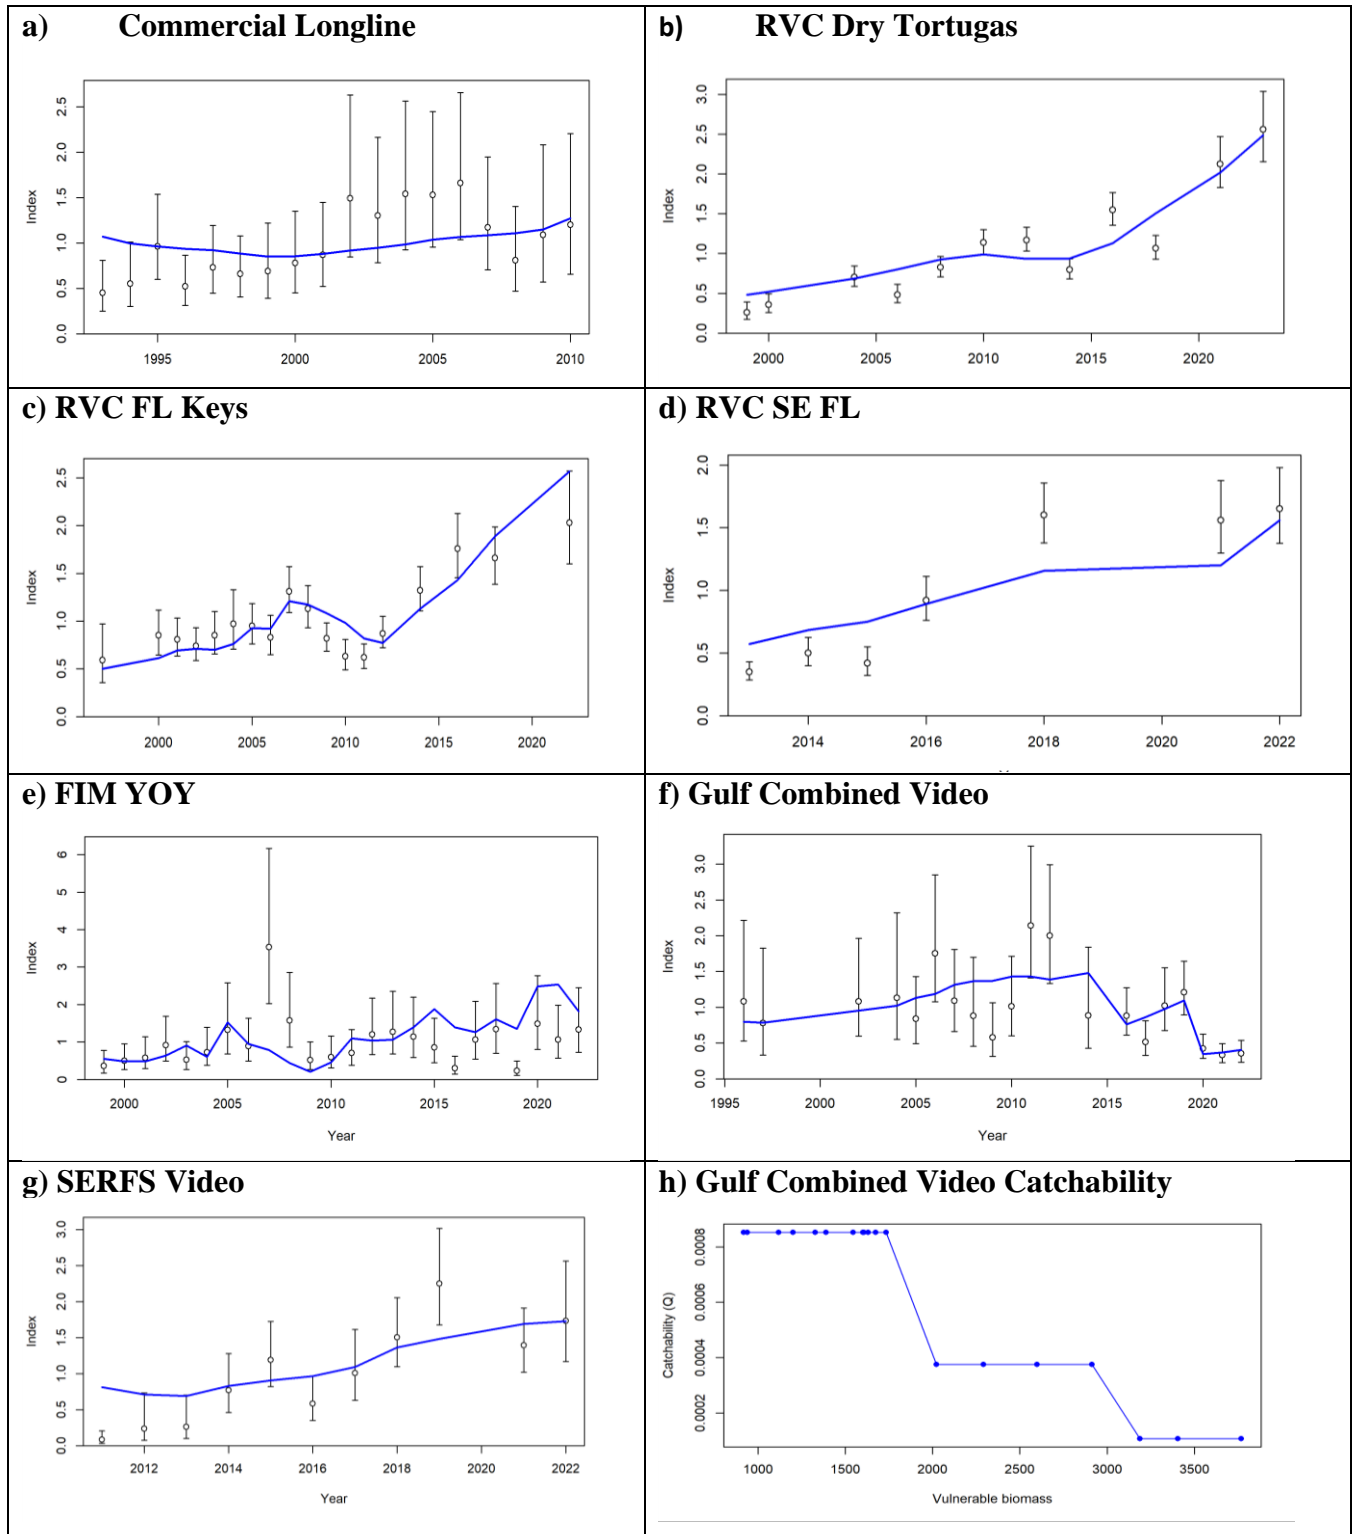 a) Commercial Longline
b) RVC Dry Tortugas
Index
0.0 0.5 1.0 1.5 2.0 2.5
1995 2000 2005 2010
Index
0.0 0.5 1.0 1.5 2.0 2.5 3.0
2000 2005 2010 2015 2020
c) RVC FL Keys
d) RVC SE FL
Index
0.0 0.5 1.0 1.5 2.0 2.5
2000 2005 2010 2015 2020
Index
0.0 0.5 1.0 1.5 2.0
2014 2016 2018 2020 2022
e) FIM YOY
f) Gulf Combined Video
Index
0 1 2 3 4 5 6
2000 2005 2010 2015 2020
Year
Index
0.0 0.5 1.0 1.5 2.0 2.5 3.0
1995 2000 2005 2010 2015 2020
Year
g) SERFS Video
h) Gulf Combined Video Catchability
Index
0.0 0.5 1.0 1.5 2.0 2.5 3.0
2012 2014 2016 2018 2020 2022
Year
Catchability (Q)
0.0002 0.0004 0.0006 0.0008
1000 1500 2000 2500 3000 3500
Vulnerable biomass